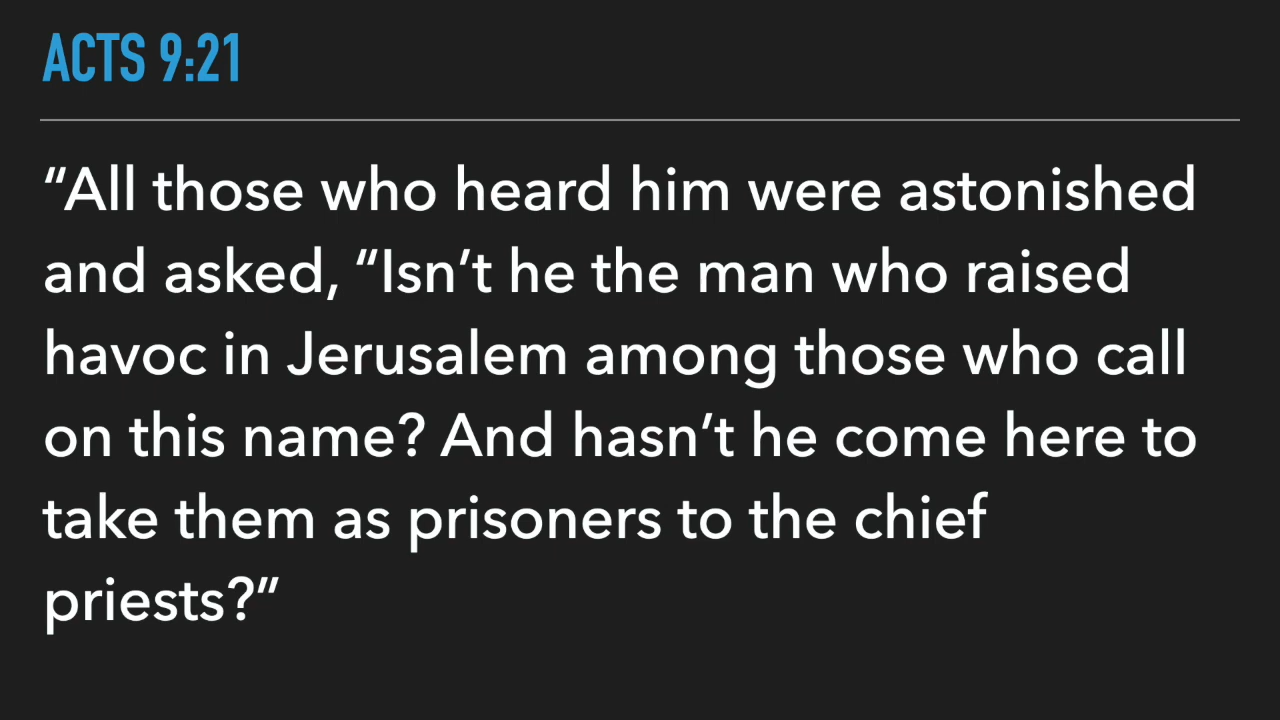 ACTS 9:21
“All those who heard him were astonished
and asked, “Isn’t he the man who raised
havoc in Jerusalem among those who call
on this name? And hasn’t he come here to
take them as prisoners to the chief
priests?”